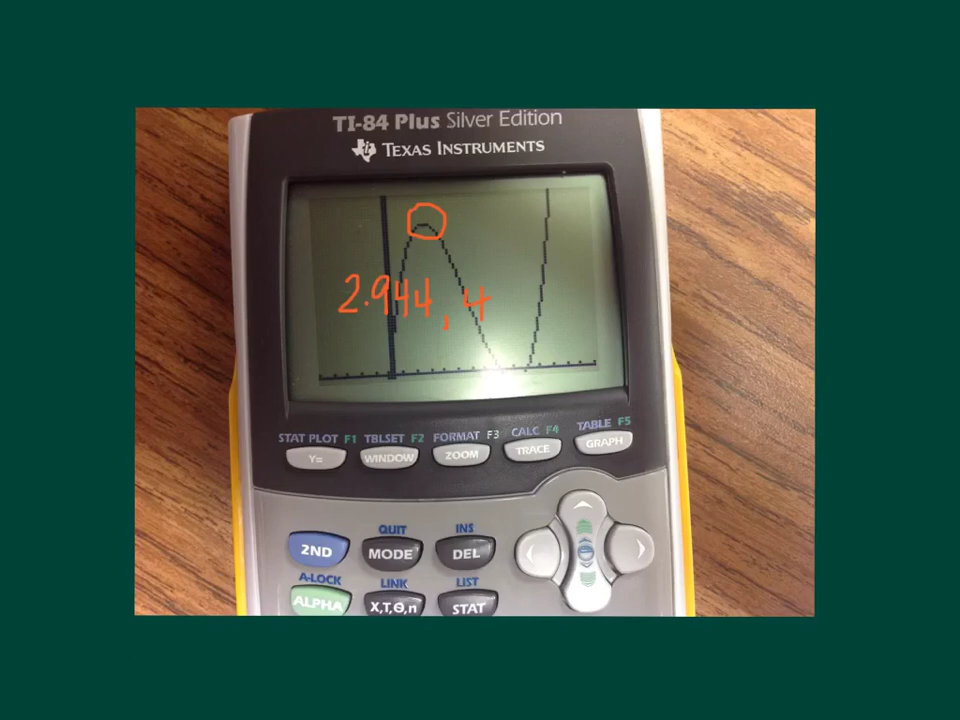 TI-84 Plus Silver Edition
TEXAS INSTRUMENTS
2.944, 4
STAT PLOT F1 TBLSET F2 FORMAT F3 CALC F4 TABLE F5
Y= WINDOW ZOOM TRACE GRAPH
QUIT INS
2ND MODE DEL
A-LOCK LINK LIST
ALPHA X,T,θ,n STAT